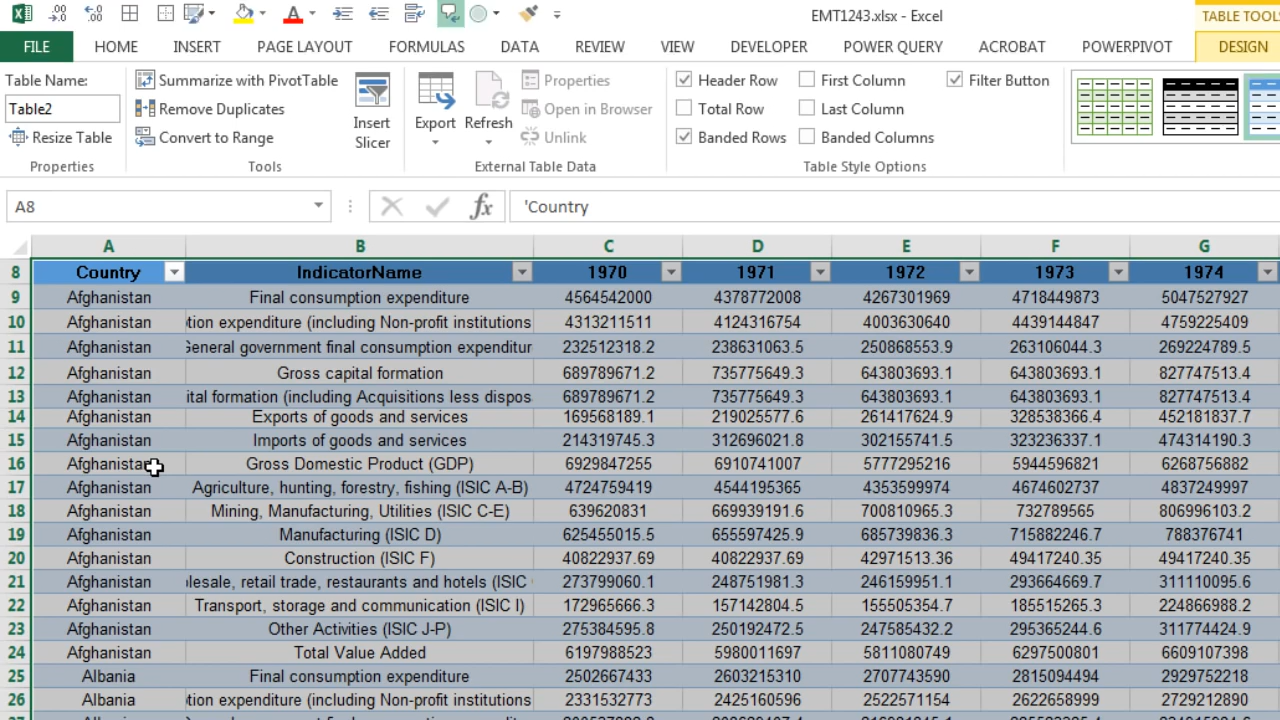 EMT1243.xlsx - Excel
TABLE TOOL
FILE HOME INSERT PAGE LAYOUT FORMULAS DATA REVIEW VIEW DEVELOPER POWER QUERY ACROBAT POWERPIVOT DESIGN
Table Name:
Table2
Resize Table
Properties
Summarize with PivotTable
Remove Duplicates
Convert to Range
Tools
Insert
Slicer
Export Refresh
Properties
Open in Browser
Unlink
External Table Data
Header Row First Column Filter Button
Total Row Last Column
Banded Rows Banded Columns
Table Style Options
A8 fx 'Country
A B C D E F G
8 Country IndicatorName 1970 1971 1972 1973 1974
9 Afghanistan Final consumption expenditure 4564542000 4378772008 4267301969 4718449873 5047527927
10 Afghanistan tion expenditure (including Non-profit institutions 4313211511 4124316754 4003630640 4439144847 4759225409
11 Afghanistan General government final consumption expenditur 232512318.2 238631063.5 250868553.9 263106044.3 269224789.5
12 Afghanistan Gross capital formation 689789671.2 735775649.3 643803693.1 643803693.1 827747513.4
13 Afghanistan ital formation (including Acquisitions less dispos 689789671.2 735775649.3 643803693.1 643803693.1 827747513.4
14 Afghanistan Exports of goods and services 169568189.1 219025577.6 261417624.9 328538366.4 452181837.7
15 Afghanistan Imports of goods and services 214319745.3 312696021.8 302155741.5 323236337.1 474314190.3
16 Afghanistan Gross Domestic Product (GDP) 6929847255 6910741007 5777295216 5944596821 6268756882
17 Afghanistan Agriculture, hunting, forestry, fishing (ISIC A-B) 4724759419 4544195365 4353599974 4674602737 4837249997
18 Afghanistan Mining, Manufacturing, Utilities (ISIC C-E) 639620831 669939191.6 700810965.3 732789565 806996103.2
19 Afghanistan Manufacturing (ISIC D) 625455015.5 655597425.9 685739836.3 715882246.7 788376741
20 Afghanistan Construction (ISIC F) 40822937.69 40822937.69 42971513.36 49417240.35 49417240.35
21 Afghanistan olesale, retail trade, restaurants and hotels (ISIC 273799060.1 248751981.3 246159951.1 293664669.7 311110095.6
22 Afghanistan Transport, storage and communication (ISIC I) 172965666.3 157142804.5 155505354.7 185515265.3 224866988.2
23 Afghanistan Other Activities (ISIC J-P) 275384595.8 250192472.5 247585432.2 295365244.6 311774424.9
24 Afghanistan Total Value Added 6197988523 5980011697 5811080749 6297500801 6609107398
25 Albania Final consumption expenditure 2502667433 2603215310 2707743590 2815094494 2929752218
26 Albania tion expenditure (including Non-profit institutions 2331532773 2425160596 2522571154 2622658999 2729212890